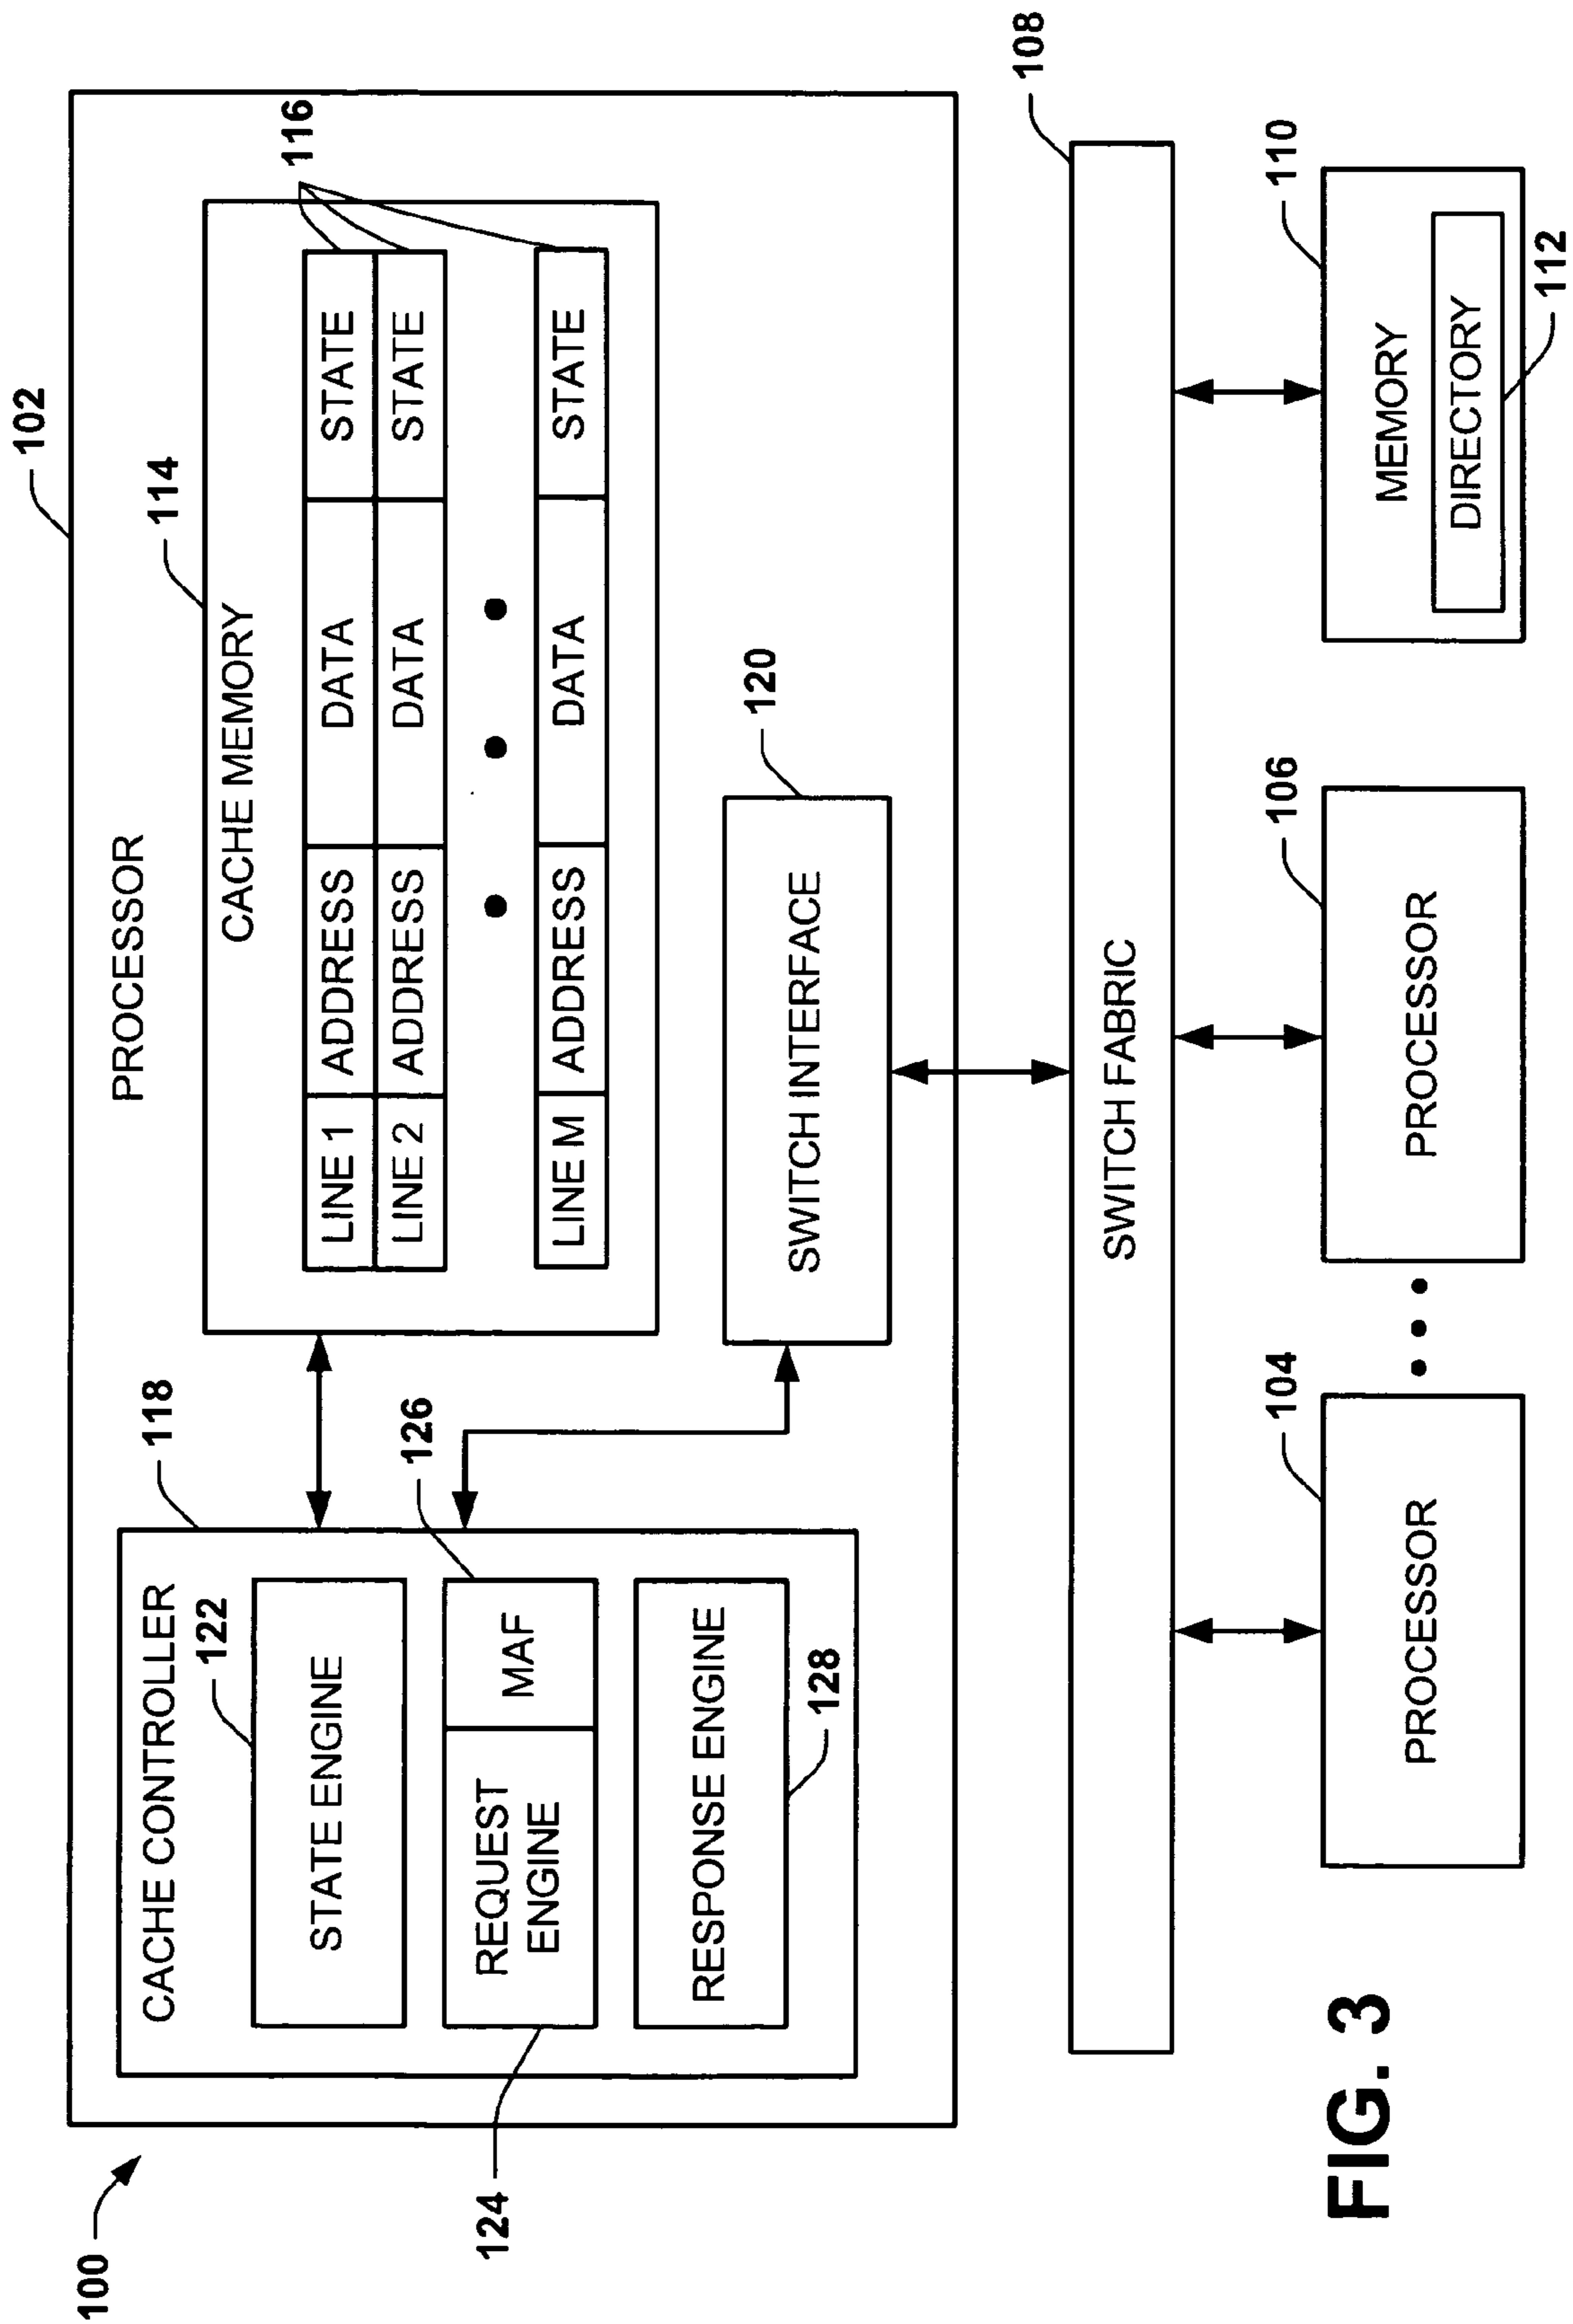 100
102
PROCESSOR
118
CACHE CONTROLLER
122
STATE ENGINE
126
REQUEST
ENGINE
MAF
124
RESPONSE ENGINE
128
114
CACHE MEMORY
116
LINE 1 ADDRESS DATA STATE
LINE 2 ADDRESS DATA STATE
LINE M ADDRESS DATA STATE
120
SWITCH INTERFACE
108
SWITCH FABRIC
104
PROCESSOR
106
PROCESSOR
110
MEMORY
DIRECTORY
112
FIG. 3